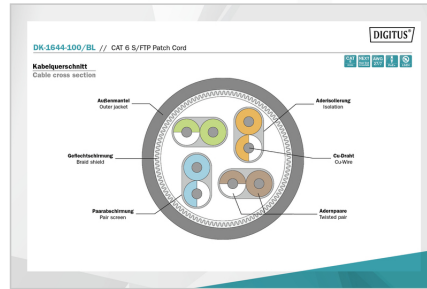 DIGITUS®
DK-1644-100/BL // CAT 6 S/FTP Patch Cord
Kabelquerschnitt
Cable cross section
Außenmantel
Outer jacket
Aderisolierung
Isolation
Geflechtschirmung
Braid shield
Cu-Draht
Cu-Wire
Paarabschirmung
Pair screen
Adernpaare
Twisted pair